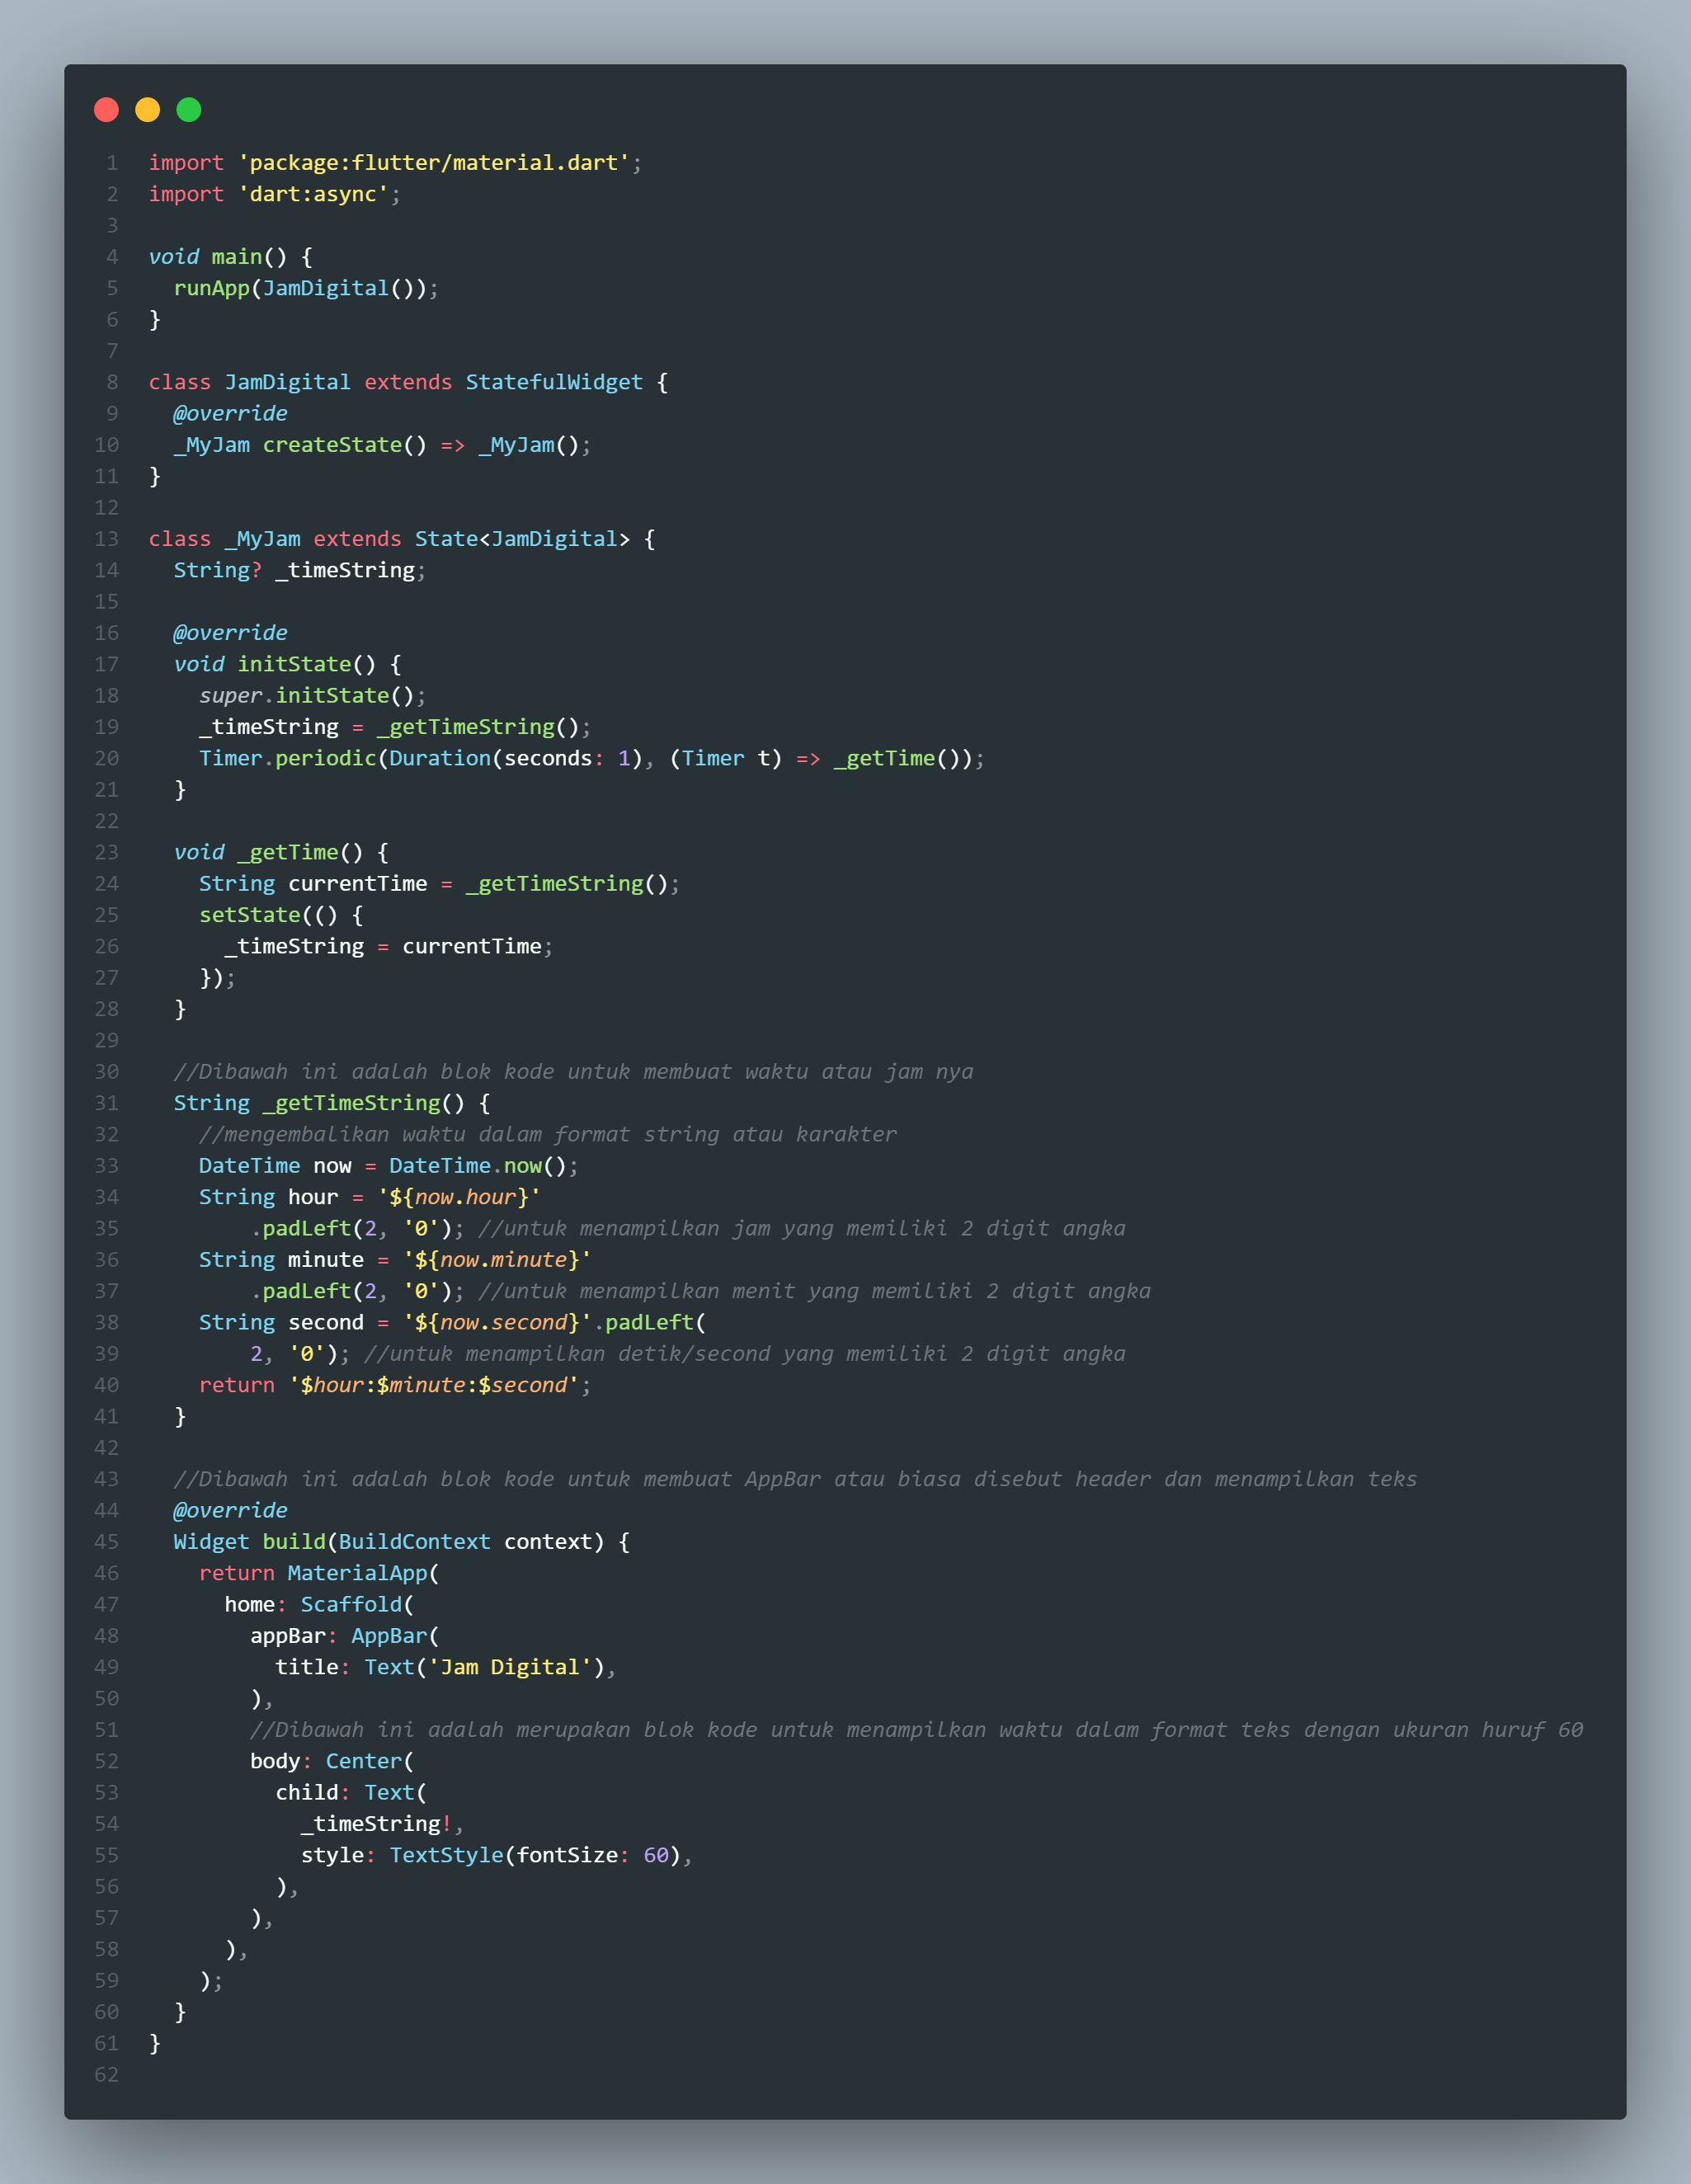 1 import 'package:flutter/material.dart';
2 import 'dart:async';
3
4 void main() {
5   runApp(JamDigital());
6 }
7
8 class JamDigital extends StatefulWidget {
9   @override
10   _MyJam createState() => _MyJam();
11 }
12
13 class _MyJam extends State<JamDigital> {
14   String? _timeString;
15
16   @override
17   void initState() {
18     super.initState();
19     _timeString = _getTimeString();
20     Timer.periodic(Duration(seconds: 1), (Timer t) => _getTime());
21   }
22
23   void _getTime() {
24     String currentTime = _getTimeString();
25     setState(() {
26       _timeString = currentTime;
27     });
28   }
29
30   //Dibawah ini adalah blok kode untuk membuat waktu atau jam nya
31   String _getTimeString() {
32     //mengembalikan waktu dalam format string atau karakter
33     DateTime now = DateTime.now();
34     String hour = '${now.hour}'
35         .padLeft(2, '0'); //untuk menampilkan jam yang memiliki 2 digit angka
36     String minute = '${now.minute}'
37         .padLeft(2, '0'); //untuk menampilkan menit yang memiliki 2 digit angka
38     String second = '${now.second}'.padLeft(
39         2, '0'); //untuk menampilkan detik/second yang memiliki 2 digit angka
40     return '$hour:$minute:$second';
41   }
42
43   //Dibawah ini adalah blok kode untuk membuat AppBar atau biasa disebut header dan menampilkan teks
44   @override
45   Widget build(BuildContext context) {
46     return MaterialApp(
47       home: Scaffold(
48         appBar: AppBar(
49           title: Text('Jam Digital'),
50         ),
51         //Dibawah ini adalah merupakan blok kode untuk menampilkan waktu dalam format teks dengan ukuran huruf 60
52         body: Center(
53           child: Text(
54             _timeString!,
55             style: TextStyle(fontSize: 60),
56           ),
57         ),
58       ),
59     );
60   }
61 }
62